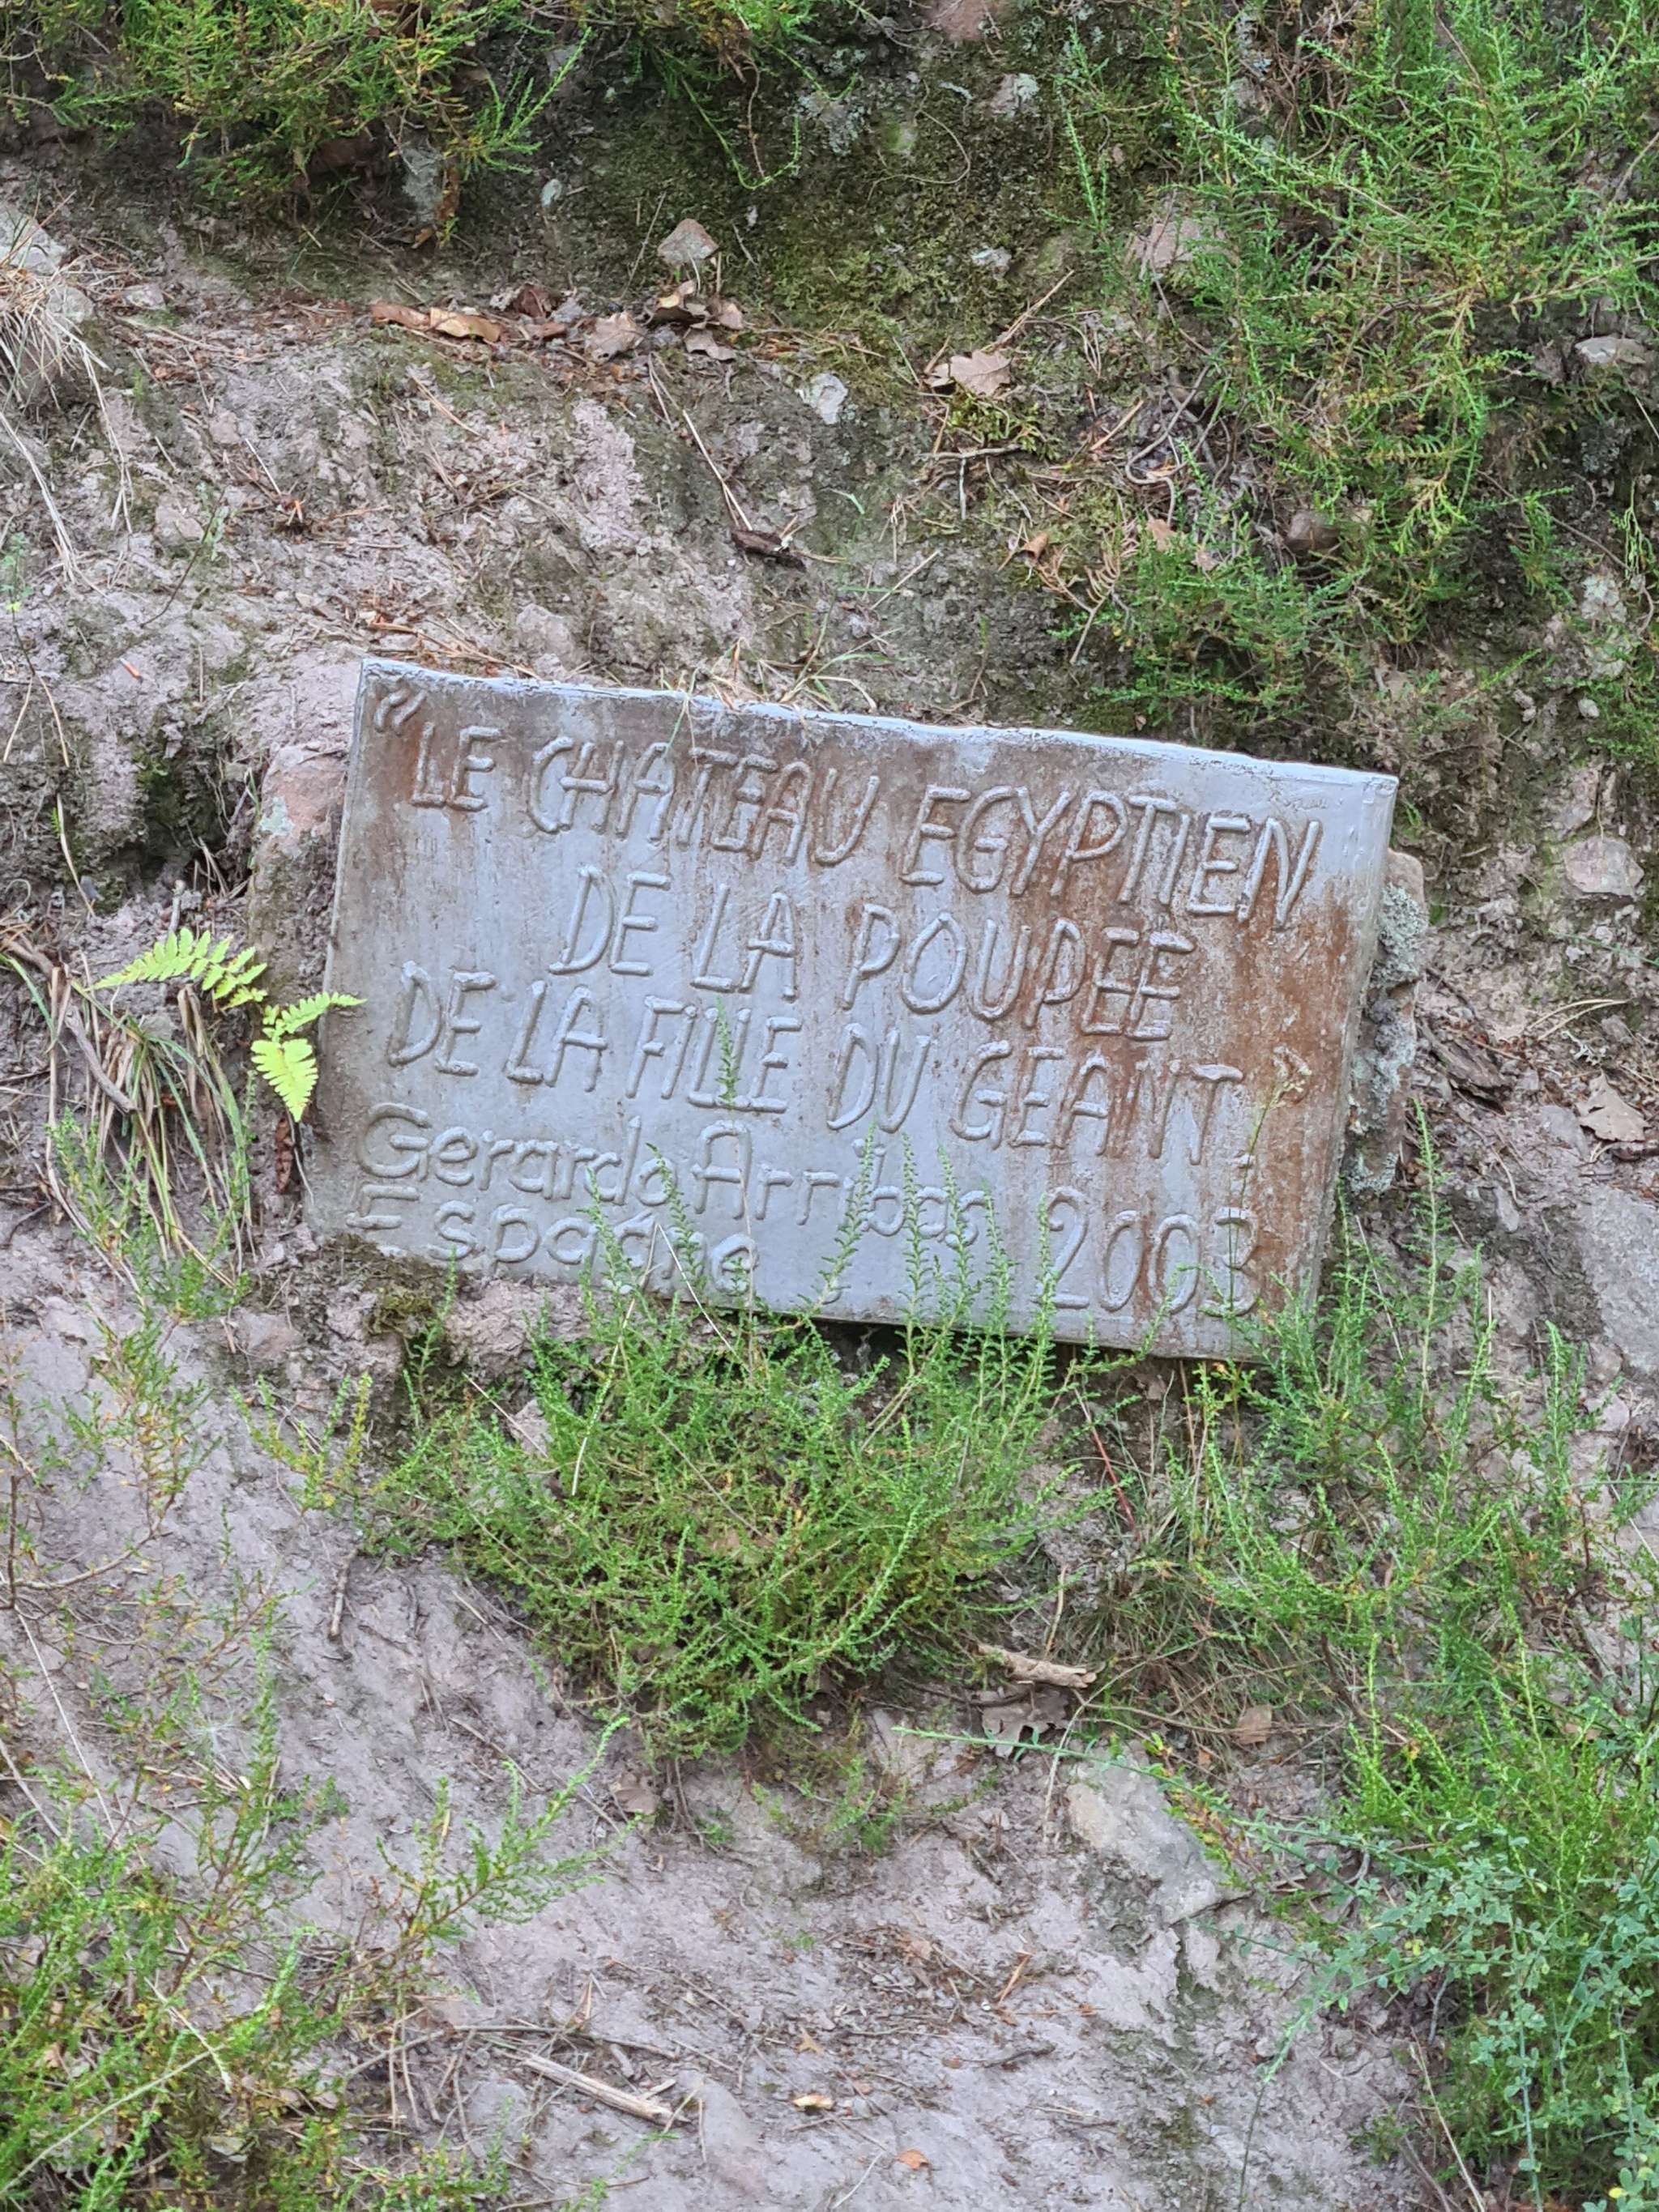 "LE CHATEAU EGYPTIEN
DE LA POUPEE
DE LA FILLE DU GEANT"
Gerardo Arribas 2003
Espagne